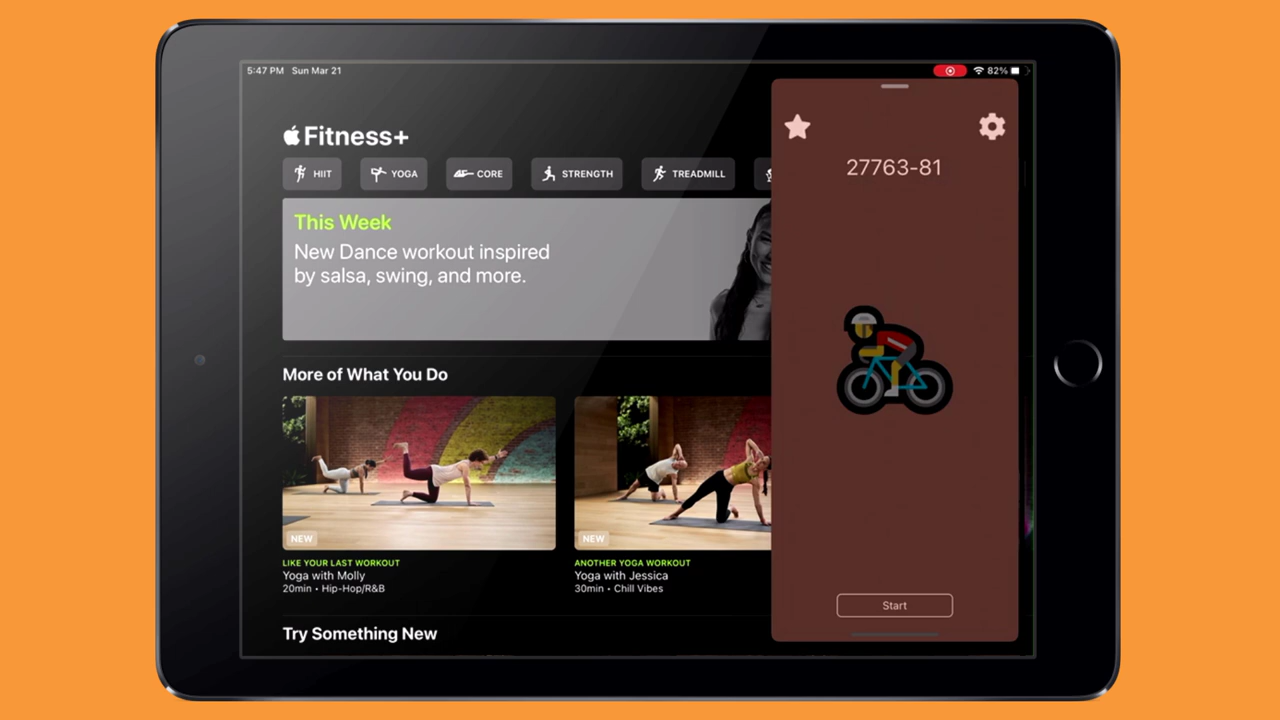 5:47 PM Sun Mar 21
82%
Fitness+
HIIT
YOGA
CORE
STRENGTH
TREADMILL
This Week
New Dance workout inspired
by salsa, swing, and more.
More of What You Do
NEW
LIKE YOUR LAST WORKOUT
Yoga with Molly
20min • Hip-Hop/R&B
NEW
ANOTHER YOGA WORKOUT
Yoga with Jessica
30min • Chill Vibes
Try Something New
27763-81
Start